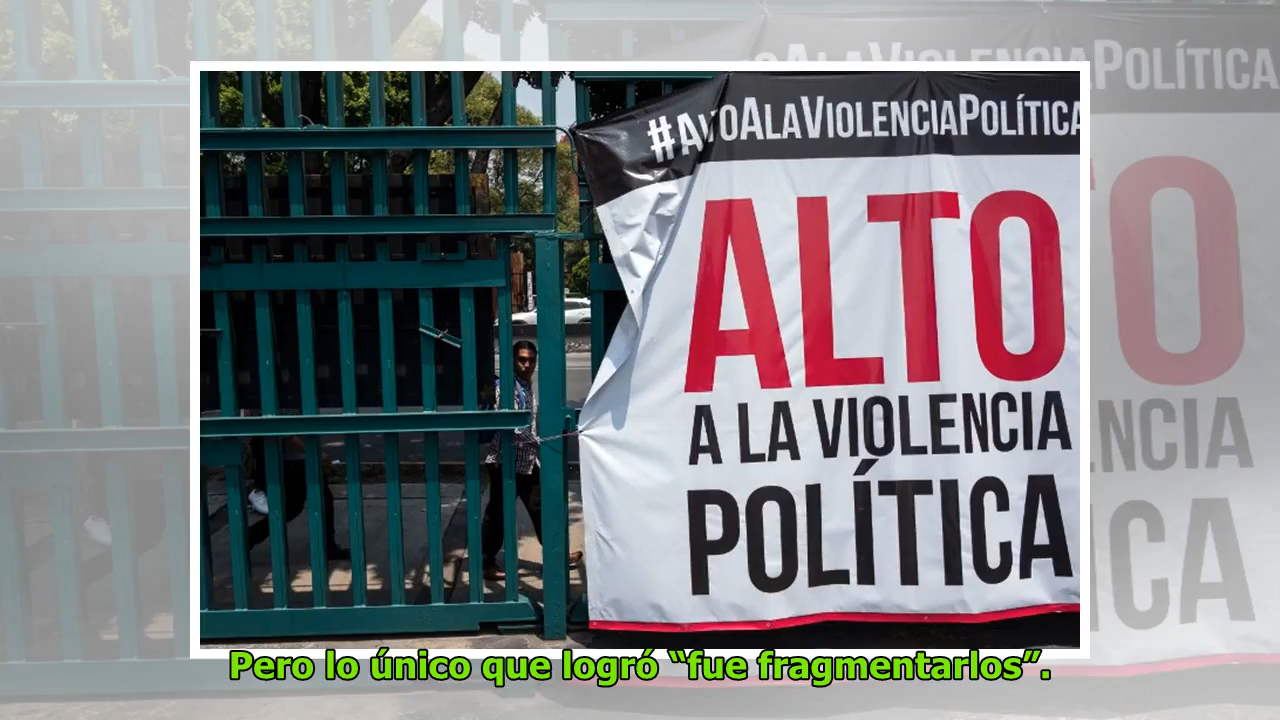 #AltoAlaViolenciaPolítica
ALTO
A LA VIOLENCIA
POLÍTICA
Pero lo único que logró “fue fragmentarlos”.